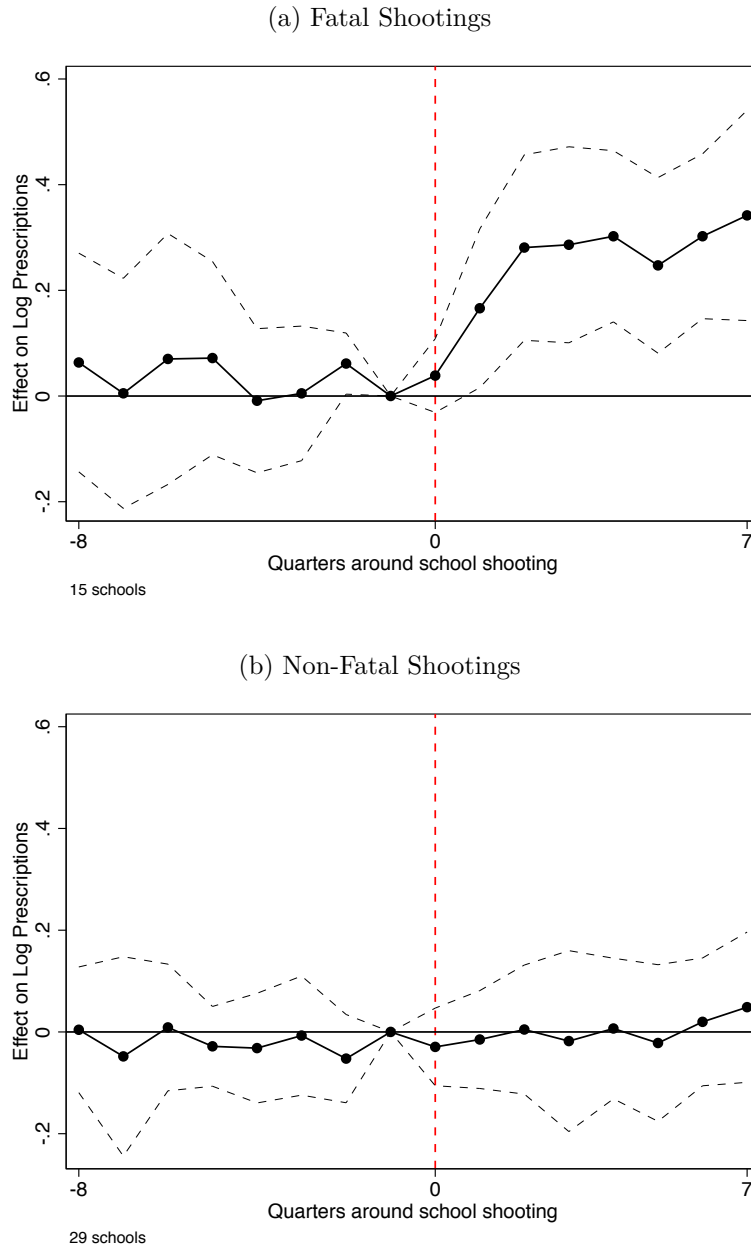 (a) Fatal Shootings
.6
.4
.2
0
-.2
Effect on Log Prescriptions
-8
0
7
Quarters around school shooting
15 schools
(b) Non-Fatal Shootings
.6
.4
.2
0
-.2
Effect on Log Prescriptions
-8
0
7
Quarters around school shooting
29 schools